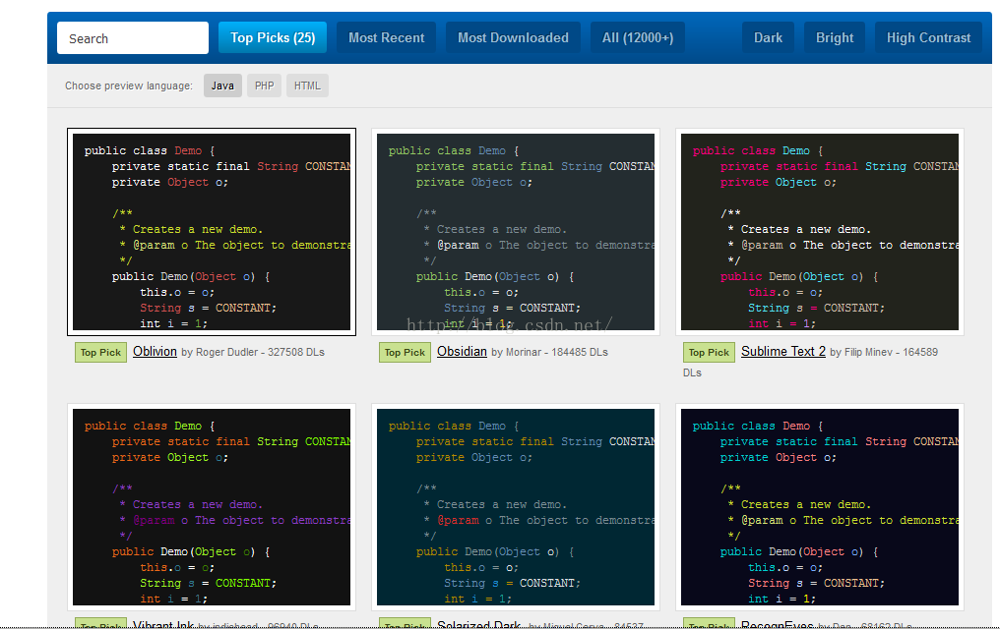 Search Top Picks (25) Most Recent Most Downloaded All (12000+) Dark Bright High Contrast
Choose preview language: Java PHP HTML
public class Demo {
private static final String CONSTAN
private Object o;
/**
* Creates a new demo.
* @param o The object to demonstra
*/
public Demo(Object o) {
this.o = o;
String s = CONSTANT;
int i = 1;
Top Pick Oblivion by Roger Dudler - 327508 DLs
public class Demo {
private static final String CONSTAN
private Object o;
/**
* Creates a new demo.
* @param o The object to demonstra
*/
public Demo(Object o) {
this.o = o;
String s = CONSTANT;
int i = 1;
http://blog.csdn.net/
Top Pick Obsidian by Morinar - 184485 DLs
public class Demo {
private static final String CONSTAN
private Object o;
/**
* Creates a new demo.
* @param o The object to demonstra
*/
public Demo(Object o) {
this.o = o;
String s = CONSTANT;
int i = 1;
Top Pick Sublime Text 2 by Filip Minev - 164589
DLs
public class Demo {
private static final String CONSTAN
private Object o;
/**
* Creates a new demo.
* @param o The object to demonstra
*/
public Demo(Object o) {
this.o = o;
String s = CONSTANT;
int i = 1;
Top Pick Vibrant Ink by indiehead - 96940 DLs
public class Demo {
private static final String CONSTAN
private Object o;
/**
* Creates a new demo.
* @param o The object to demonstra
*/
public Demo(Object o) {
this.o = o;
String s = CONSTANT;
int i = 1;
Top Pick Solarized Dark by Miguel Cerva - 84537
public class Demo {
private static final String CONSTAN
private Object o;
/**
* Creates a new demo.
* @param o The object to demonstra
*/
public Demo(Object o) {
this.o = o;
String s = CONSTANT;
int i = 1;
Top Pick RecognEyes by Dan - 68162 DLs